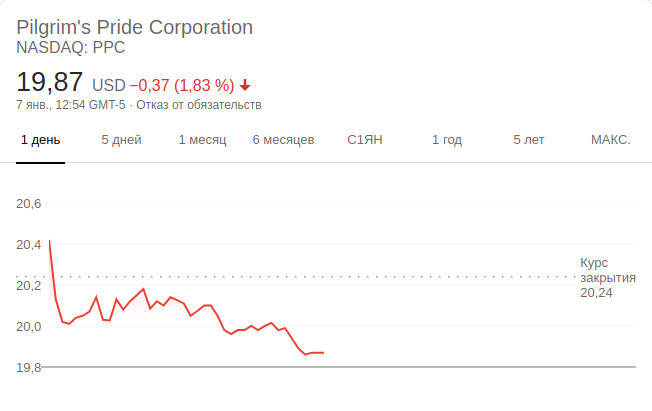 Pilgrim's Pride Corporation
NASDAQ: PPC
19,87 USD −0,37 (1,83 %)
7 янв., 12:54 GMT-5 · Отказ от обязательств
1 день 5 дней 1 месяц 6 месяцев С1ЯН 1 год 5 лет МАКС.
20,6
20,4
20,2
20,0
19,8
Курс
закрытия
20,24